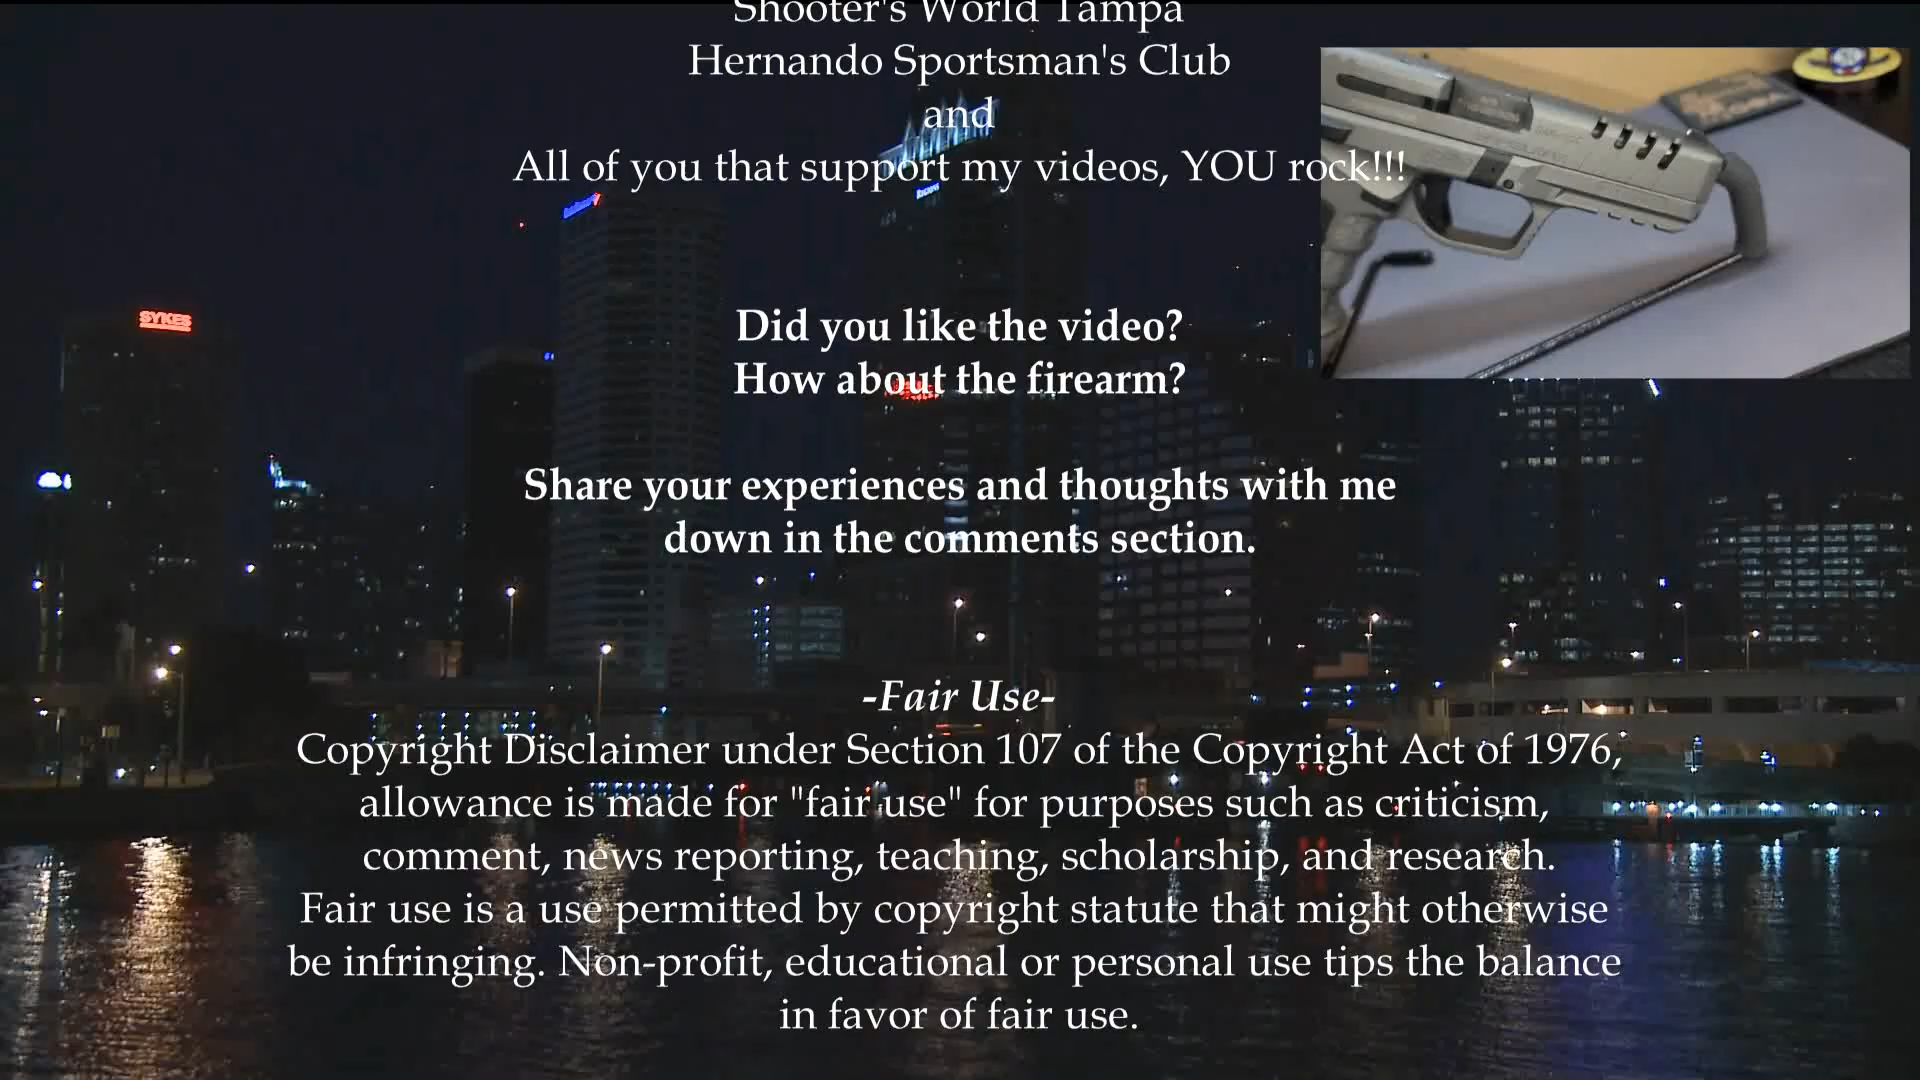 Shooter's World Tampa
Hernando Sportsman's Club
and
All of you that support my videos, YOU rock!!!
REGIONS
SYKES
Did you like the video?
How about the firearm?
Share your experiences and thoughts with me
down in the comments section.
-Fair Use-
Copyright Disclaimer under Section 107 of the Copyright Act of 1976,
allowance is made for "fair use" for purposes such as criticism,
comment, news reporting, teaching, scholarship, and research.
Fair use is a use permitted by copyright statute that might otherwise
be infringing. Non-profit, educational or personal use tips the balance
in favor of fair use.